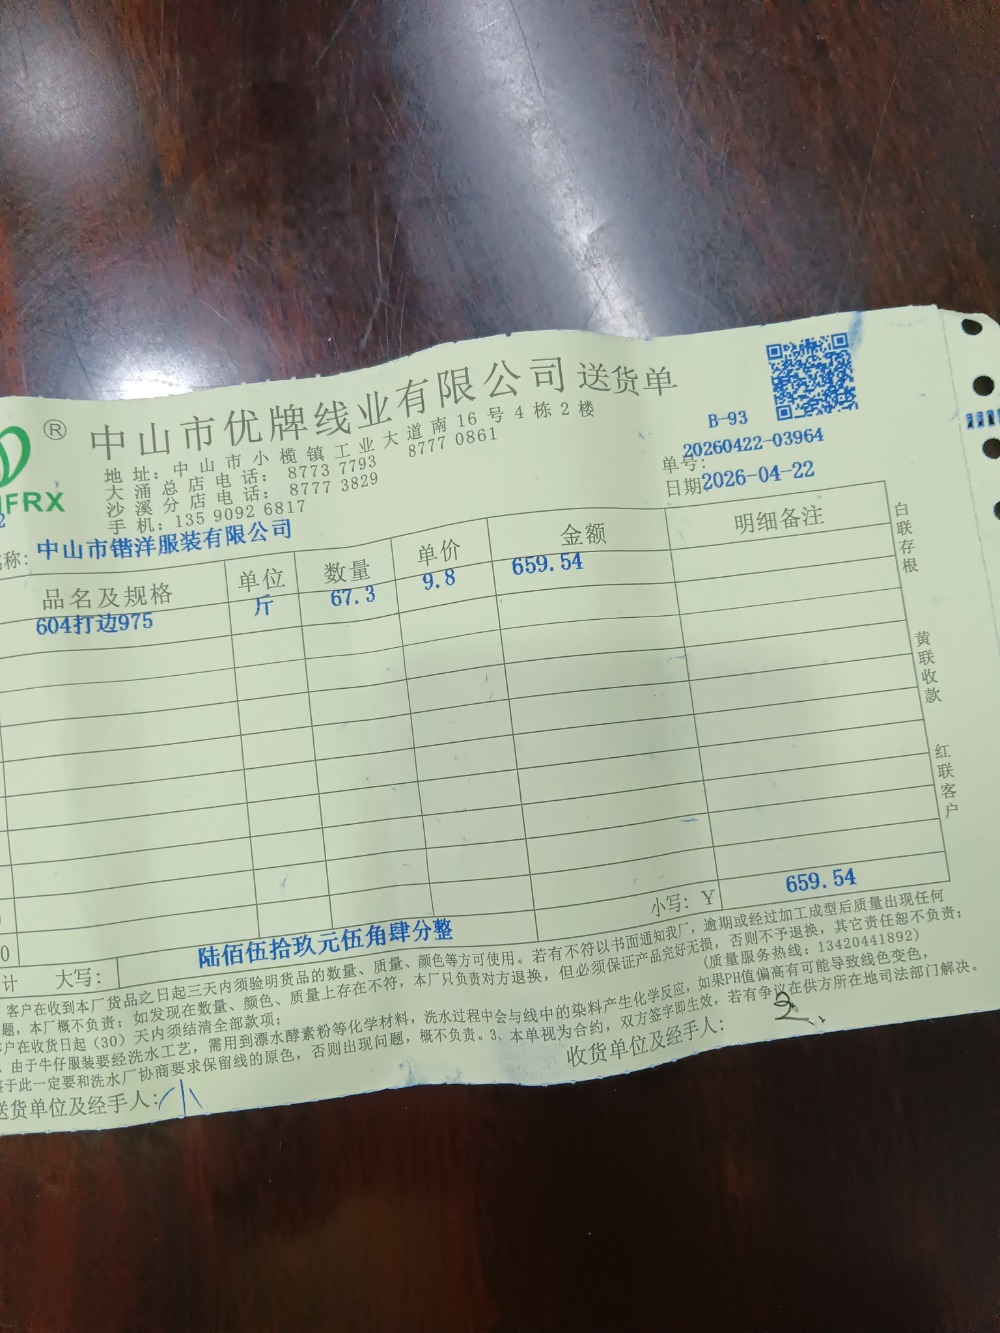 ®
FRX
中山市优牌线业有限公司 送货单
地址：中山市小榄镇工业大道南16号4栋2楼
大涌总店电话：8773 7793 8777 0861
沙溪分店电话：8777 3829
手机：135 9092 6817
B-93
单号：20260422-03964
日期：2026-04-22
称：中山市锴洋服装有限公司
品名及规格 单位 数量 单价 金额 明细备注
604打边975 斤 67.3 9.8 659.54
白联存根
黄联收款
红联客户
计 大写：陆佰伍拾玖元伍角肆分整 小写：Y 659.54
客户在收到本厂货品之日起三天内须验明货品的数量、质量、颜色等方可使用。若有不符以书面通知我厂，逾期或经过加工成型后质量出现任何
题，本厂概不负责；如发现在数量、颜色、质量上存在不符，本厂只负责对方退换，但必须保证产品完好无损，否则不予退换，其它责任恕不负责；
户在收货日起（30）天内须结清全部款项； （质量服务热线：13420441892）
由于牛仔服装要经洗水工艺，需用到漂水酵素粉等化学材料，洗水过程中会与线中的染料产生化学反应，如果PH值偏高有可能导致线色变色，
于此一定要和洗水厂协商要求保留线的原色，否则出现问题，概不负责。3、本单视为合约，双方签字即生效，若有争议在供方所在地司法部门解决。
送货单位及经手人： 收货单位及经手人：